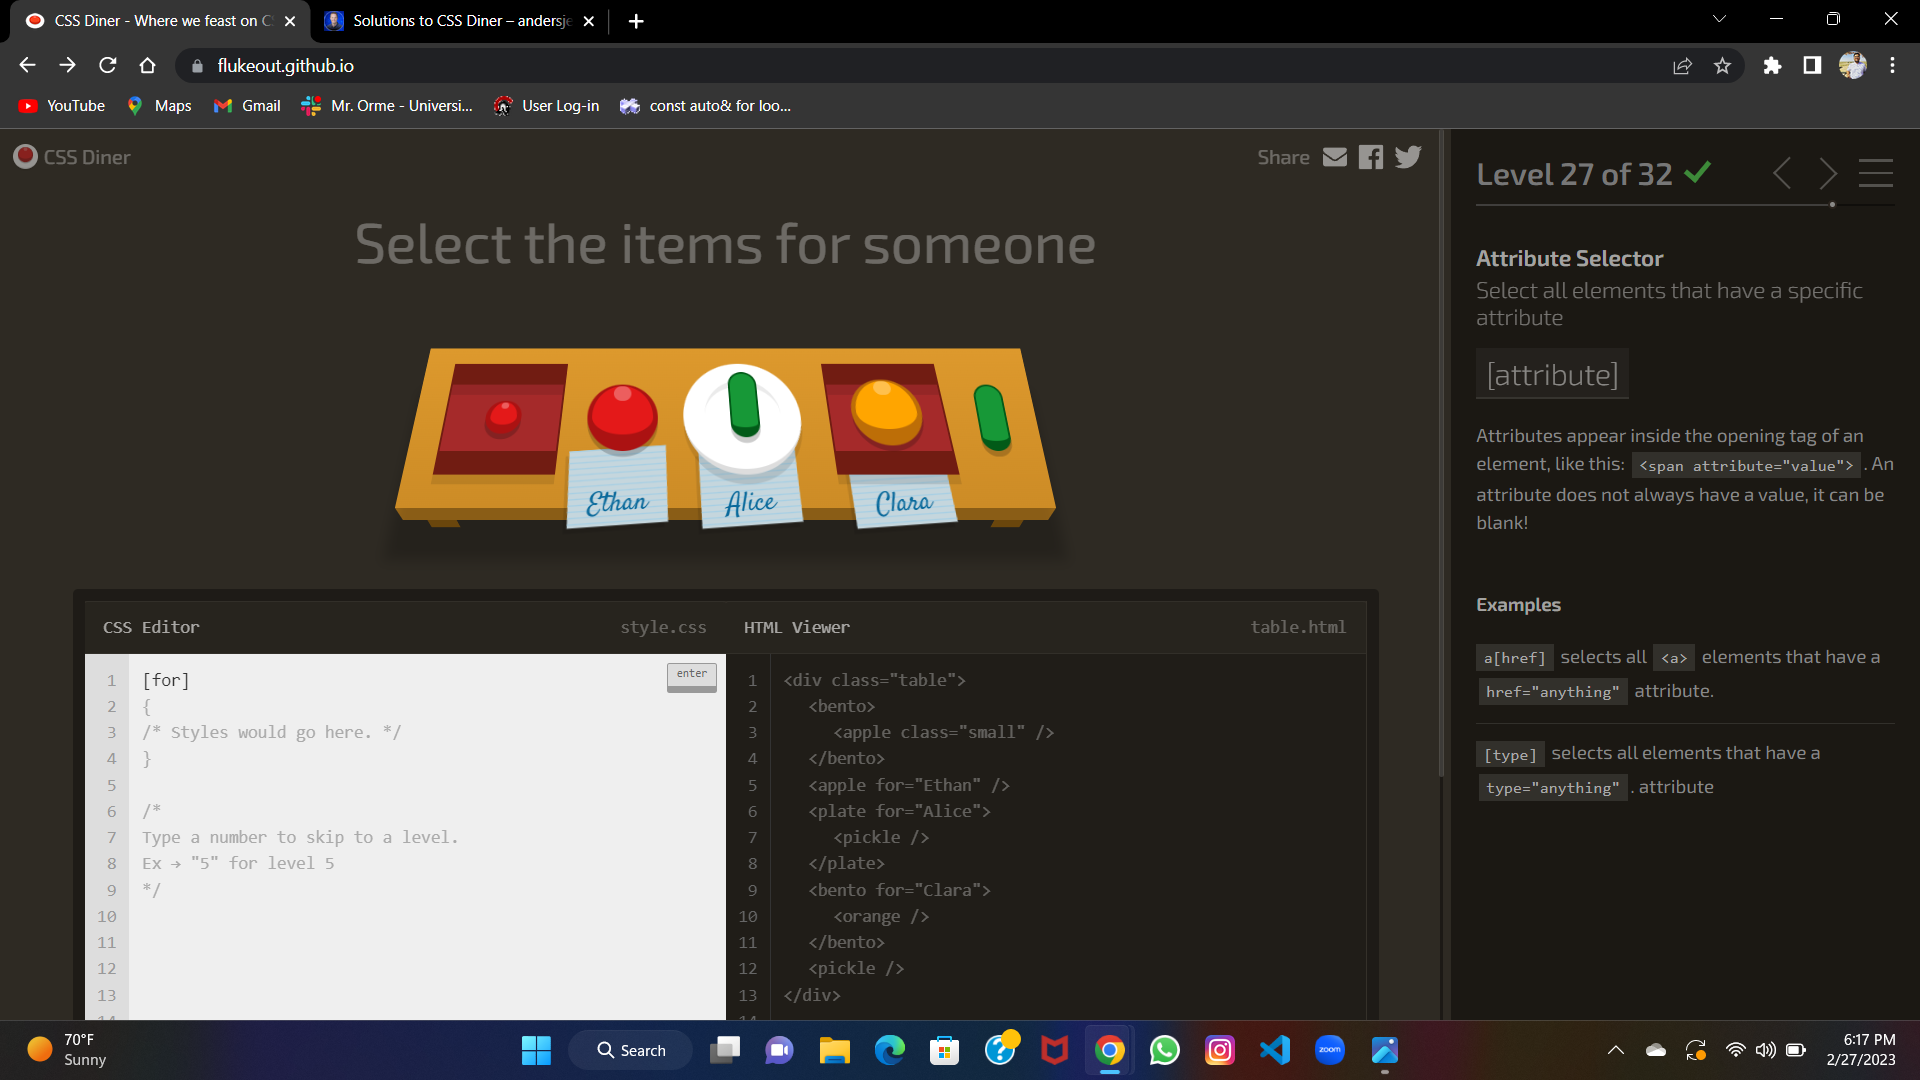 CSS Diner - Where we feast on C
Solutions to CSS Diner – andersje
flukeout.github.io
YouTube
Maps
Gmail
Mr. Orme - Universi...
User Log-in
const auto& for loo...
CSS Diner
Share
Select the items for someone
Ethan
Alice
Clara
CSS Editor
style.css
HTML Viewer
table.html
enter
1 [for]
2 {
3 /* Styles would go here. */
4 }
5
6 /*
7 Type a number to skip to a level.
8 Ex → "5" for level 5
9 */
10
11
12
13
1 <div class="table">
2 <bento>
3 <apple class="small" />
4 </bento>
5 <apple for="Ethan" />
6 <plate for="Alice">
7 <pickle />
8 </plate>
9 <bento for="Clara">
10 <orange />
11 </bento>
12 <pickle />
13 </div>
Level 27 of 32
Attribute Selector
Select all elements that have a specific
attribute
[attribute]
Attributes appear inside the opening tag of an
element, like this: <span attribute="value"> . An
attribute does not always have a value, it can be
blank!
Examples
a[href] selects all <a> elements that have a
href="anything" attribute.
[type] selects all elements that have a
type="anything" . attribute
70°F
Sunny
Search
zoom
6:17 PM
2/27/2023